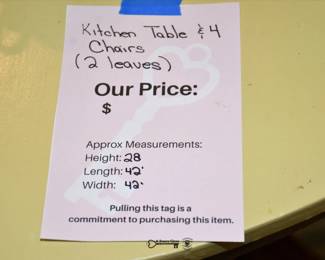 Kitchen Table & 4
Chairs
(2 leaves)
Our Price:
$
Approx Measurements:
Height: 28
Length: 42"
Width: 42"
Pulling this tag is a
commitment to purchasing this item.